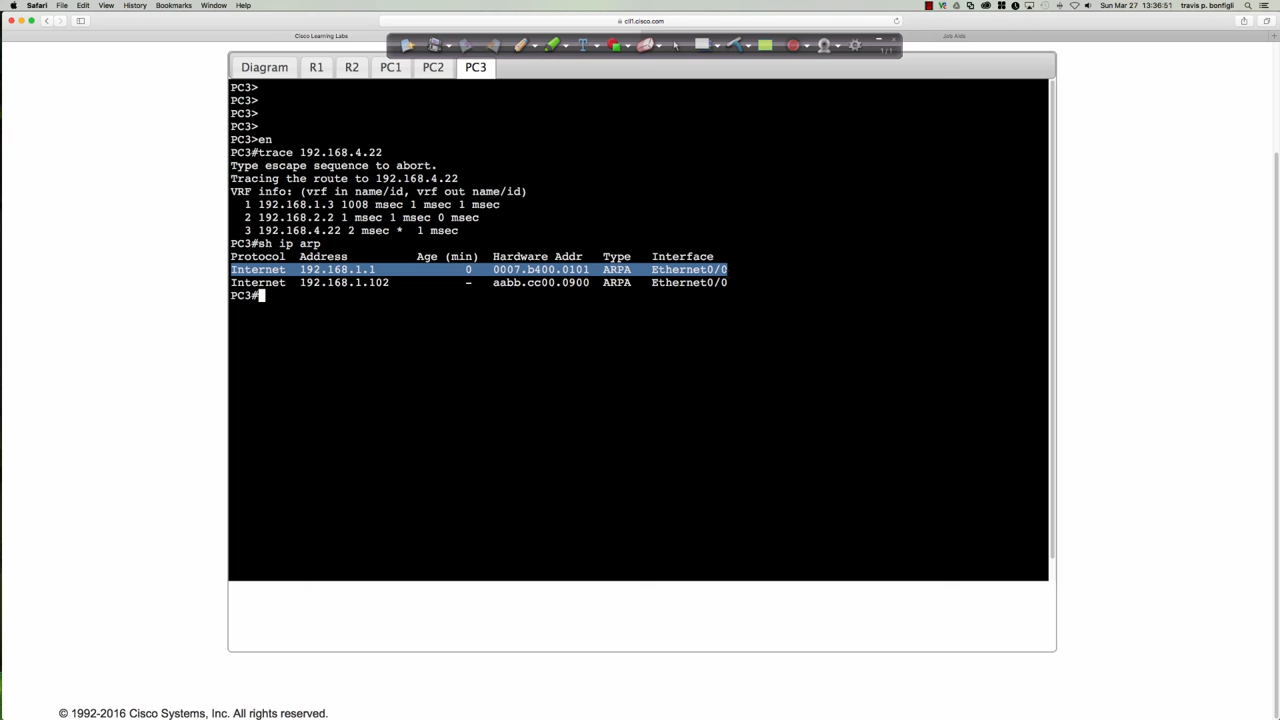 Safari File Edit View History Bookmarks Window Help Sun Mar 27 13:36:51 travis p. bonfigli
cll1.cisco.com
Cisco Learning Labs Job Aids
1/1
Diagram R1 R2 PC1 PC2 PC3
PC3>
PC3>
PC3>
PC3>
PC3>en
PC3#trace 192.168.4.22
Type escape sequence to abort.
Tracing the route to 192.168.4.22
VRF info: (vrf in name/id, vrf out name/id)
1 192.168.1.3 1008 msec 1 msec 1 msec
2 192.168.2.2 1 msec 1 msec 0 msec
3 192.168.4.22 2 msec * 1 msec
PC3#sh ip arp
Protocol Address Age (min) Hardware Addr Type Interface
Internet 192.168.1.1 0 0007.b400.0101 ARPA Ethernet0/0
Internet 192.168.1.102 - aabb.cc00.0900 ARPA Ethernet0/0
PC3#
© 1992-2016 Cisco Systems, Inc. All rights reserved.